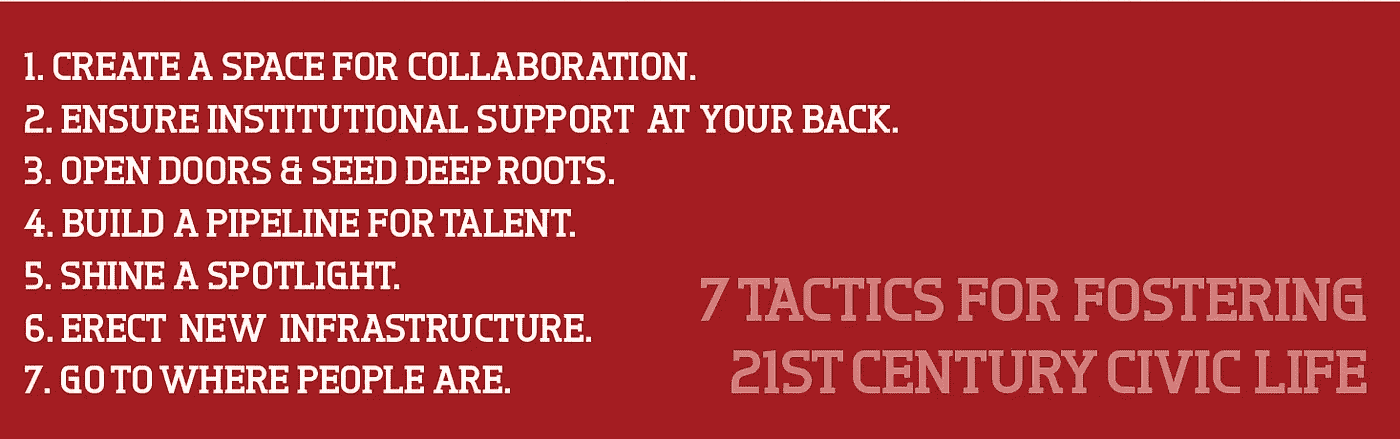 1. CREATE A SPACE FOR COLLABORATION.
2. ENSURE INSTITUTIONAL SUPPORT AT YOUR BACK.
3. OPEN DOORS & SEED DEEP ROOTS.
4. BUILD A PIPELINE FOR TALENT.
5. SHINE A SPOTLIGHT.
6. ERECT NEW INFRASTRUCTURE.
7. GO TO WHERE PEOPLE ARE.
7 TACTICS FOR FOSTERING
21ST CENTURY CIVIC LIFE